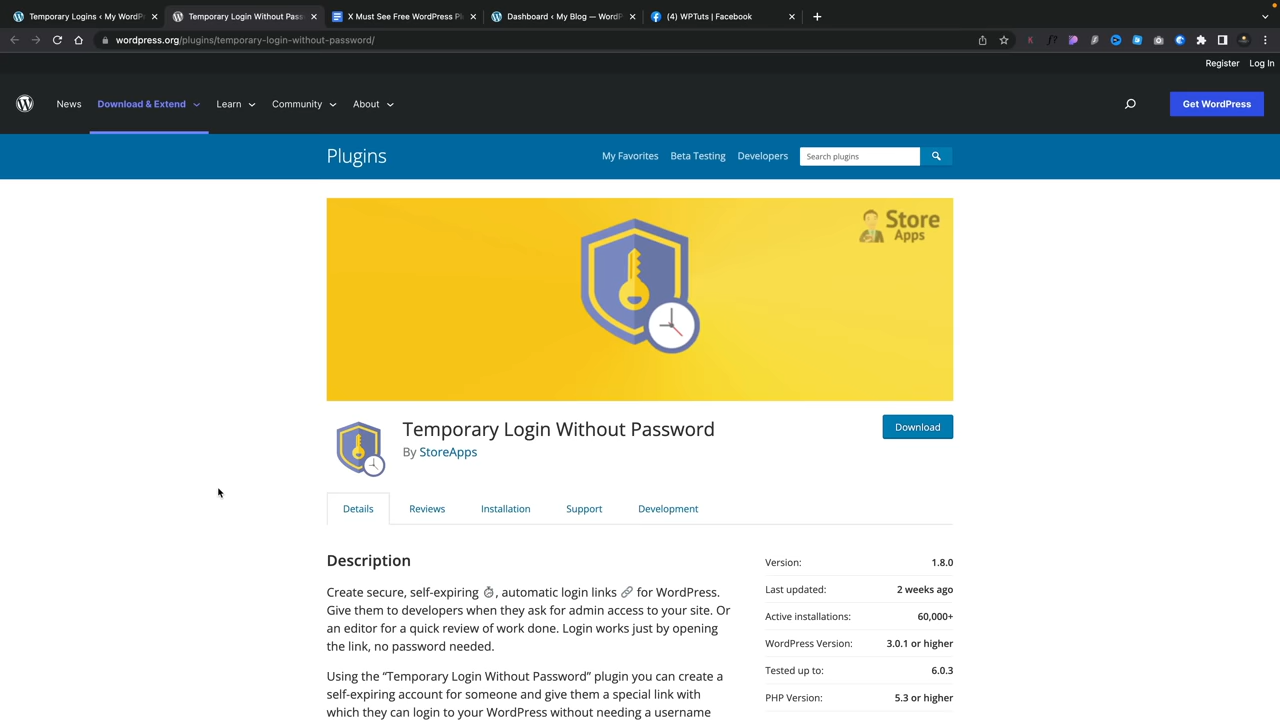 Temporary Logins ‹ My WordPr
Temporary Login Without Pass
X Must See Free WordPress Pl
Dashboard ‹ My Blog — WordP
(4) WPTuts | Facebook
wordpress.org/plugins/temporary-login-without-password/
Register
Log In
News
Download & Extend
Learn
Community
About
Get WordPress
Plugins
My Favorites
Beta Testing
Developers
Search plugins
Store
Apps
Temporary Login Without Password
Download
By StoreApps
Details
Reviews
Installation
Support
Development
Description
Create secure, self-expiring ⏱, automatic login links 🔗 for WordPress.
Give them to developers when they ask for admin access to your site. Or
an editor for a quick review of work done. Login works just by opening
the link, no password needed.
Using the “Temporary Login Without Password” plugin you can create a
self-expiring account for someone and give them a special link with
which they can login to your WordPress without needing a username
Version: 1.8.0
Last updated: 2 weeks ago
Active installations: 60,000+
WordPress Version: 3.0.1 or higher
Tested up to: 6.0.3
PHP Version: 5.3 or higher